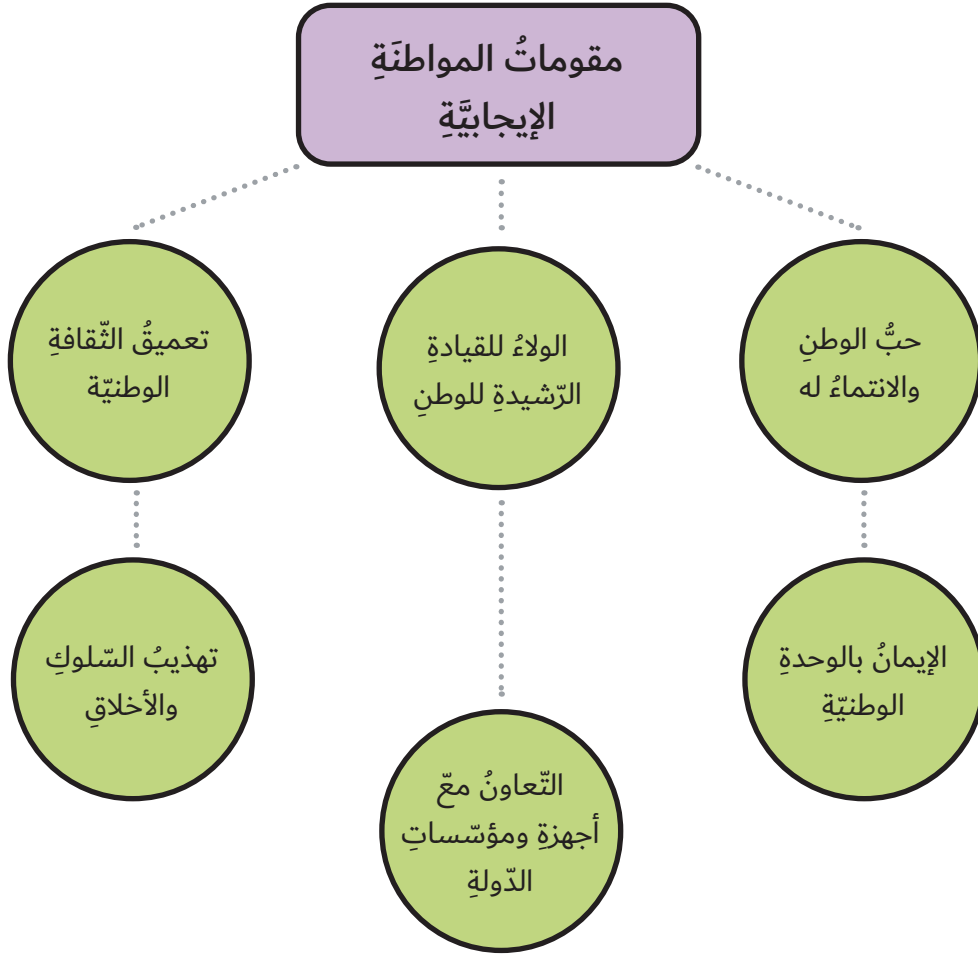 مقوماتُ المواطنَةِ
الإيجابيَّةِ
حبُّ الوطنِ
والانتماءُ له
الولاءُ للقيادةِ
الرّشيدةِ للوطنِ
تعميقُ الثّقافةِ
الوطنيّة
الإيمانُ بالوحدةِ
الوطنيّةِ
التّعاونُ معّ
أجهزةِ ومؤسّساتِ
الدّولةِ
تهذيبُ السّلوكِ
والأخلاقِ